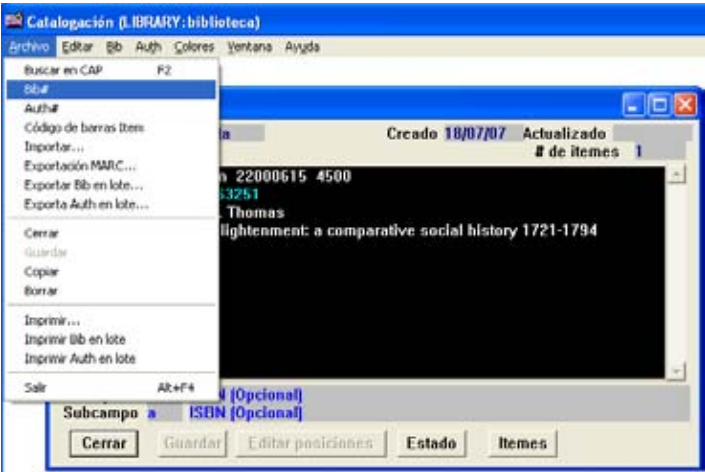 Catalogación (LIBRARY:biblioteca)
Archivo Editar Bib Auth Colores Ventana Ayuda
Buscar en CAP F2
Bib#
Auth#
Código de barras Item
Importar...
Exportación MARC...
Exportar Bib en lote...
Exporta Auth en lote...
Cerrar
Guardar
Copiar
Borrar
Imprimir...
Imprimir Bib en lote
Imprimir Auth en lote
Salir Alt+F4
Creado 18/07/07 Actualizado
# de itemes 1
22000615 4500
63251
Thomas
lightenment: a comparative social history 1721-1794
(Opcional)
Subcampo a ISBN (Opcional)
Cerrar Guardar Editar posiciones Estado Itemes